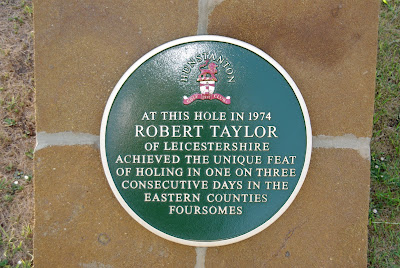 HUNSTANTON
AT THIS HOLE IN 1974
ROBERT TAYLOR
OF LEICESTERSHIRE
ACHIEVED THE UNIQUE FEAT
OF HOLING IN ONE ON THREE
CONSECUTIVE DAYS IN THE
EASTERN COUNTIES
FOURSOMES